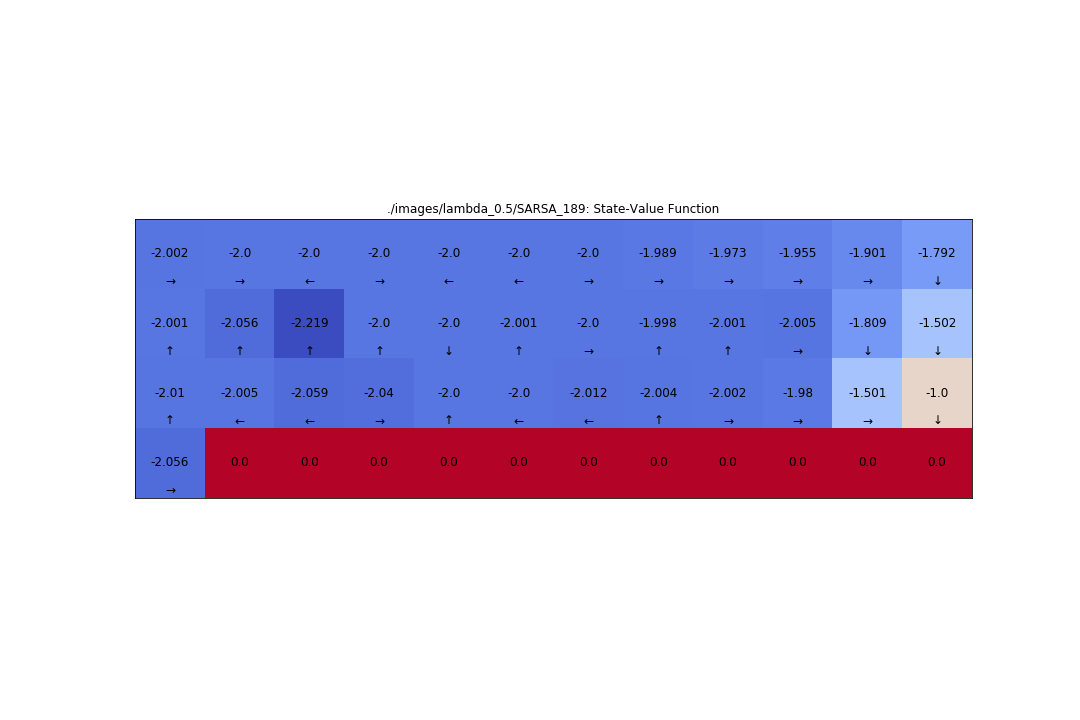 ./images/lambda_0.5/SARSA_189: State-Value Function
-2.002 -2.0 -2.0 -2.0 -2.0 -2.0 -2.0 -1.989 -1.973 -1.955 -1.901 -1.792
→ → ← → ← ← → → → → → ↓
-2.001 -2.056 -2.219 -2.0 -2.0 -2.001 -2.0 -1.998 -2.001 -2.005 -1.809 -1.502
↑ ↑ ↑ ↑ ↓ ↑ → ↑ ↑ → ↓ ↓
-2.01 -2.005 -2.059 -2.04 -2.0 -2.0 -2.012 -2.004 -2.002 -1.98 -1.501 -1.0
↑ ← ← → ↑ ← ← ↑ → → → ↓
-2.056 0.0 0.0 0.0 0.0 0.0 0.0 0.0 0.0 0.0 0.0 0.0
→